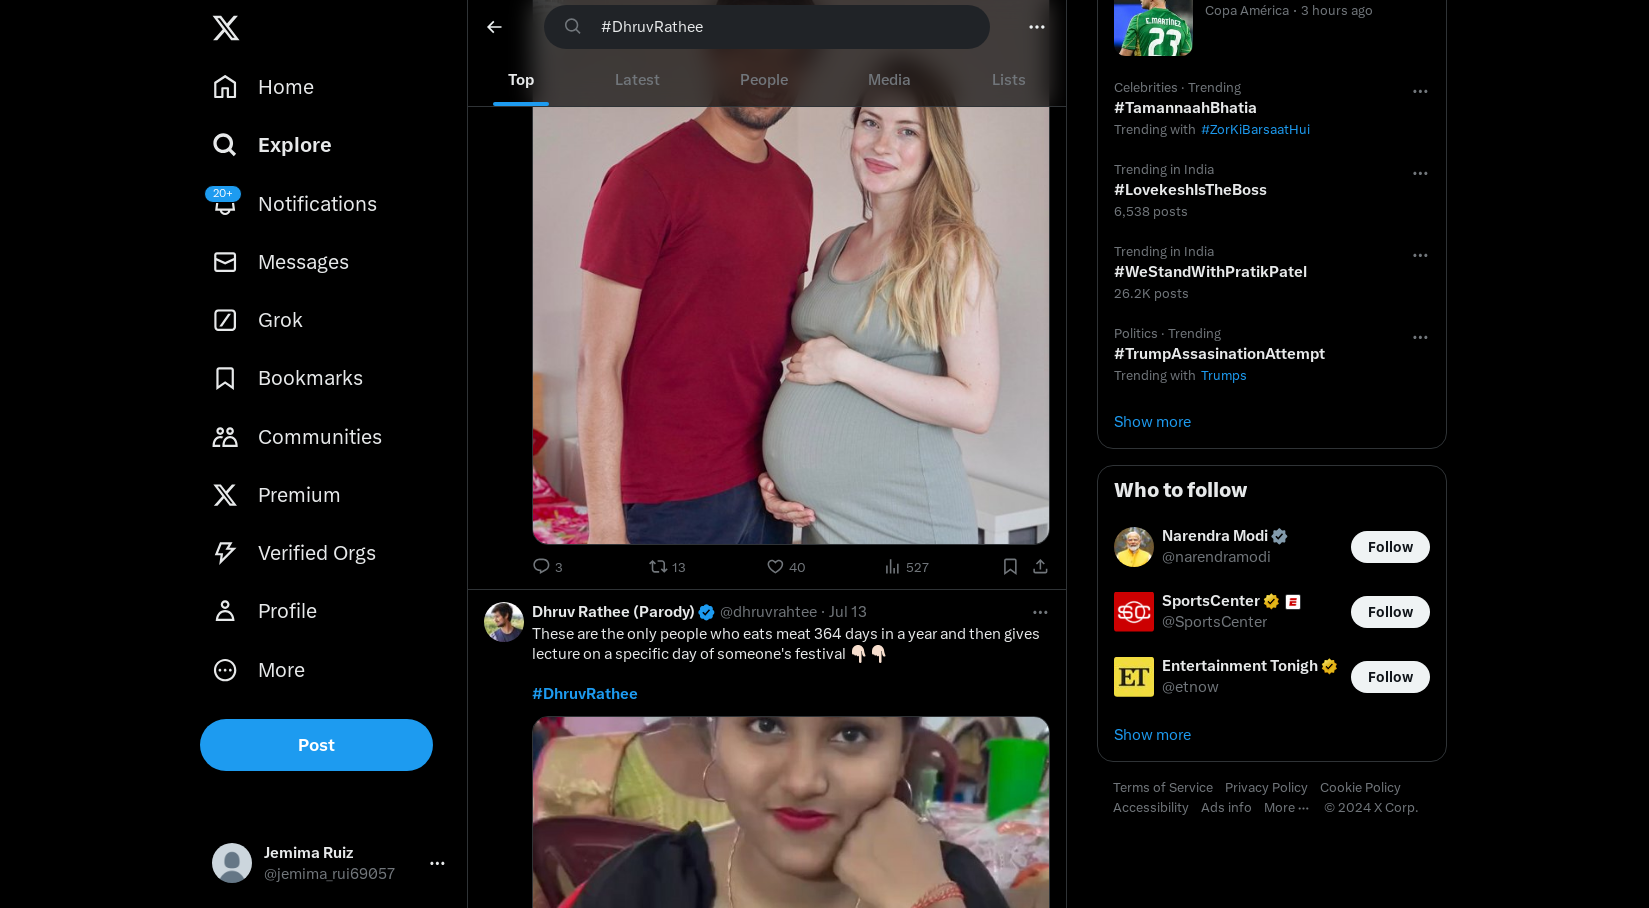 Home
Explore
20+
Notifications
Messages
Grok
Bookmarks
Communities
Premium
Verified Orgs
Profile
More
Post
Jemima Ruiz
@jemima_rui69057
#DhruvRathee
Top Latest People Media Lists
3 13 40 527
Dhruv Rathee (Parody) @dhruvrahtee · Jul 13
These are the only people who eats meat 364 days in a year and then gives
lecture on a specific day of someone's festival 👇🏻👇🏻
#DhruvRathee
E.MARTÍNEZ
23
Copa América · 3 hours ago
Celebrities · Trending
#TamannaahBhatia
Trending with #ZorKiBarsaatHui
Trending in India
#LovekeshIsTheBoss
6,538 posts
Trending in India
#WeStandWithPratikPatel
26.2K posts
Politics · Trending
#TrumpAssasinationAttempt
Trending with Trumps
Show more
Who to follow
Narendra Modi
@narendramodi
Follow
SC
SportsCenter
@SportsCenter
Follow
ET
Entertainment Tonigh
@etnow
Follow
Show more
Terms of Service Privacy Policy Cookie Policy
Accessibility Ads info More ··· © 2024 X Corp.